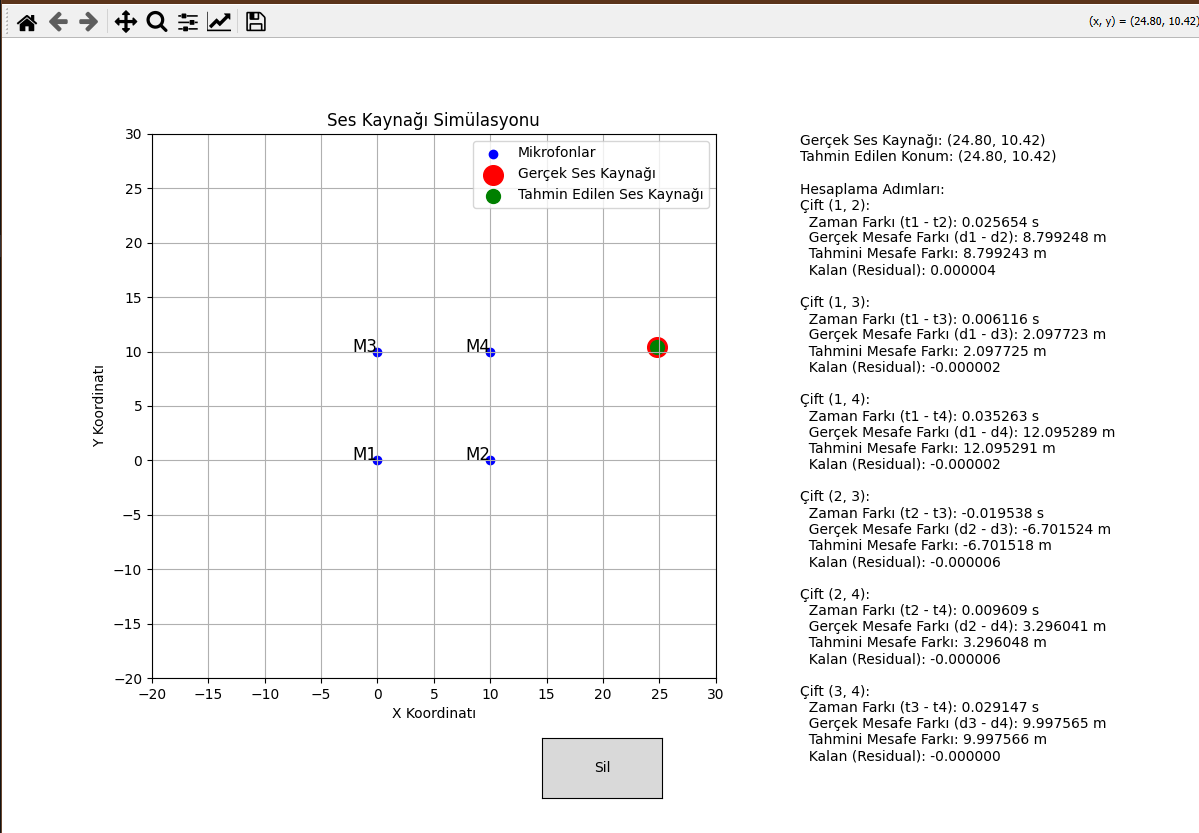 (x, y) = (24.80, 10.42)
Ses Kaynağı Simülasyonu
Mikrofonlar
Gerçek Ses Kaynağı
Tahmin Edilen Ses Kaynağı
30
25
20
15
10
5
0
−5
−10
−15
−20
Y Koordinatı
M3
M4
M1
M2
−20 −15 −10 −5 0 5 10 15 20 25 30
X Koordinatı
Sil
Gerçek Ses Kaynağı: (24.80, 10.42)
Tahmin Edilen Konum: (24.80, 10.42)
Hesaplama Adımları:
Çift (1, 2):
Zaman Farkı (t1 - t2): 0.025654 s
Gerçek Mesafe Farkı (d1 - d2): 8.799248 m
Tahmini Mesafe Farkı: 8.799243 m
Kalan (Residual): 0.000004
Çift (1, 3):
Zaman Farkı (t1 - t3): 0.006116 s
Gerçek Mesafe Farkı (d1 - d3): 2.097723 m
Tahmini Mesafe Farkı: 2.097725 m
Kalan (Residual): -0.000002
Çift (1, 4):
Zaman Farkı (t1 - t4): 0.035263 s
Gerçek Mesafe Farkı (d1 - d4): 12.095289 m
Tahmini Mesafe Farkı: 12.095291 m
Kalan (Residual): -0.000002
Çift (2, 3):
Zaman Farkı (t2 - t3): -0.019538 s
Gerçek Mesafe Farkı (d2 - d3): -6.701524 m
Tahmini Mesafe Farkı: -6.701518 m
Kalan (Residual): -0.000006
Çift (2, 4):
Zaman Farkı (t2 - t4): 0.009609 s
Gerçek Mesafe Farkı (d2 - d4): 3.296041 m
Tahmini Mesafe Farkı: 3.296048 m
Kalan (Residual): -0.000006
Çift (3, 4):
Zaman Farkı (t3 - t4): 0.029147 s
Gerçek Mesafe Farkı (d3 - d4): 9.997565 m
Tahmini Mesafe Farkı: 9.997566 m
Kalan (Residual): -0.000000